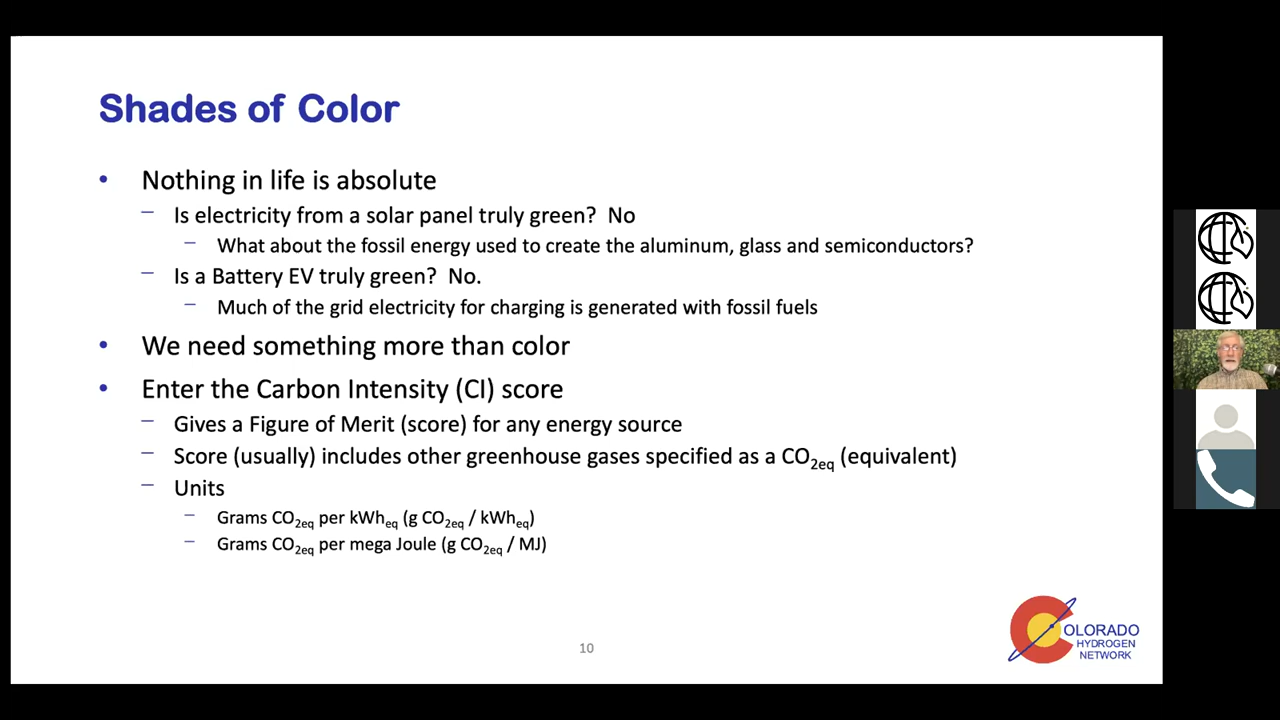 Shades of Color
• Nothing in life is absolute
– Is electricity from a solar panel truly green? No
– What about the fossil energy used to create the aluminum, glass and semiconductors?
– Is a Battery EV truly green? No.
– Much of the grid electricity for charging is generated with fossil fuels
• We need something more than color
• Enter the Carbon Intensity (CI) score
– Gives a Figure of Merit (score) for any energy source
– Score (usually) includes other greenhouse gases specified as a CO2eq (equivalent)
– Units
– Grams CO2eq per kWheq (g CO2eq / kWheq)
– Grams CO2eq per mega Joule (g CO2eq / MJ)
10
COLORADO
HYDROGEN
NETWORK